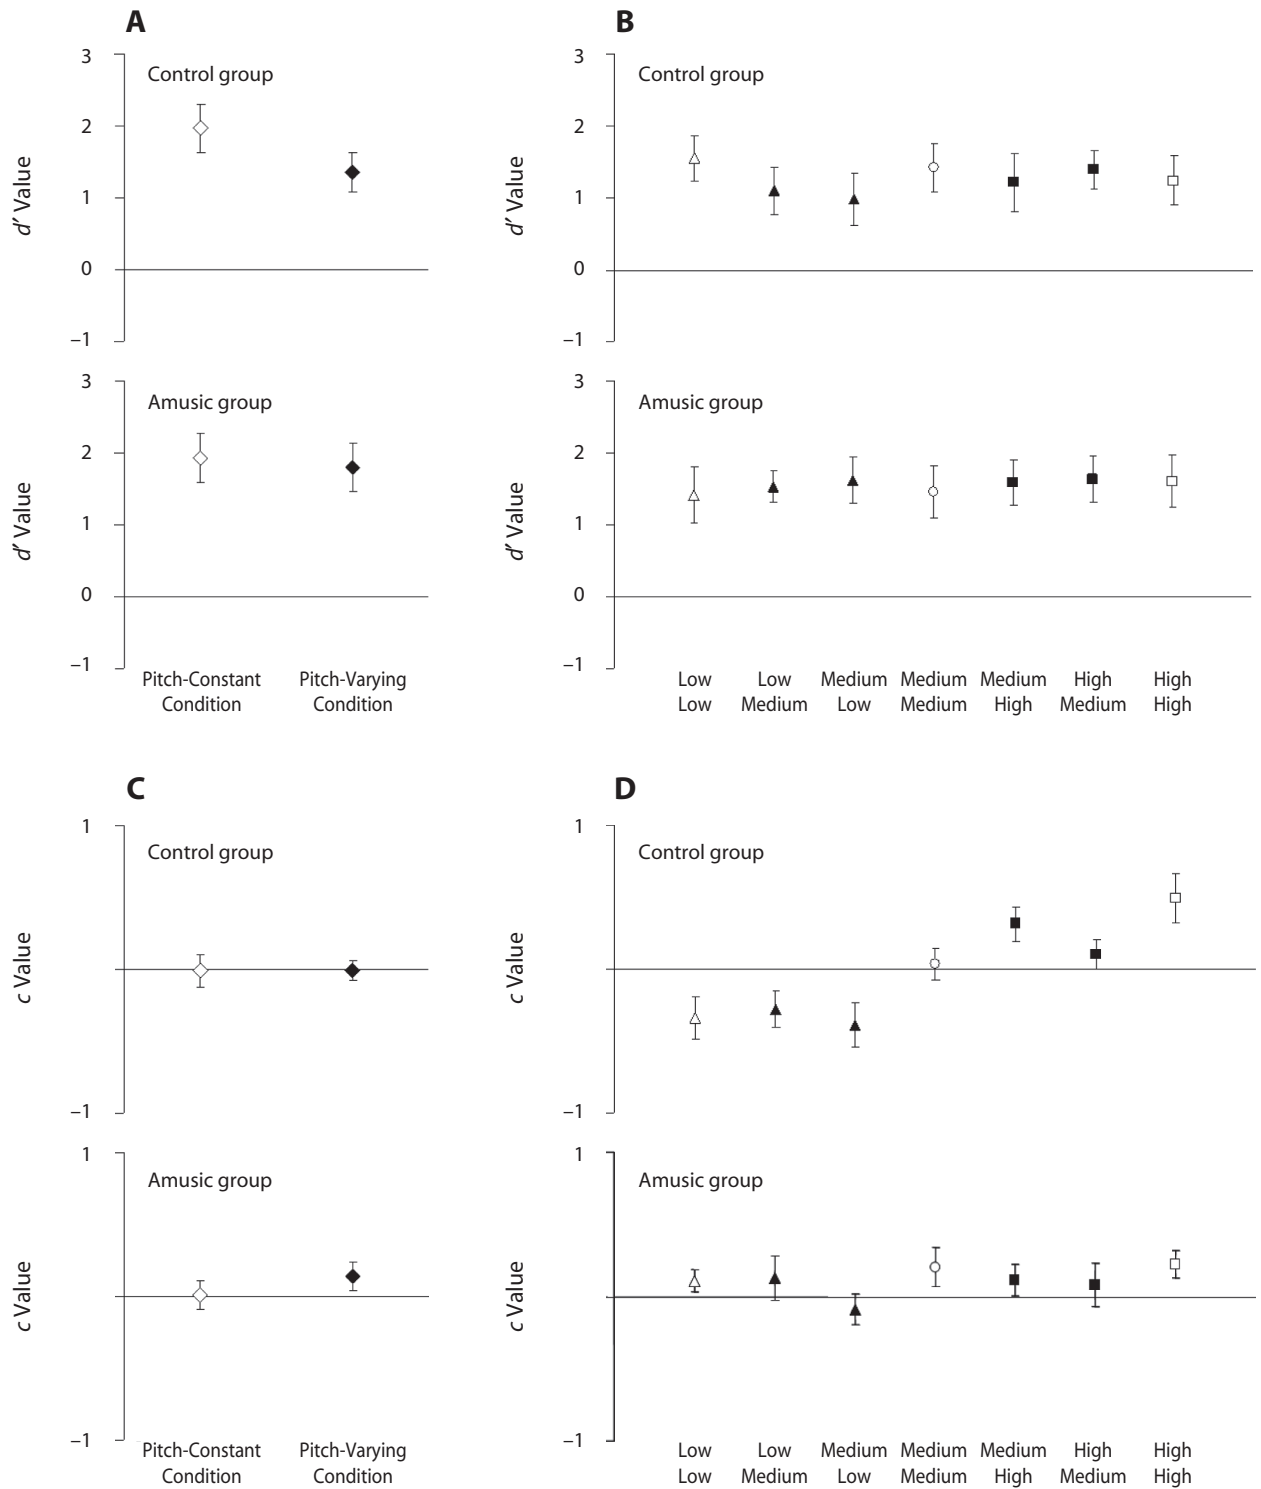 A
3
Control group
2
d′ Value
1
0
–1
3
Amusic group
2
d′ Value
1
0
–1
Pitch-Constant Pitch-Varying
Condition Condition
B
3
Control group
2
d′ Value
1
0
–1
3
Amusic group
2
d′ Value
1
0
–1
Low Low Medium Medium Medium High High
Low Medium Low Medium High Medium High
C
1
Control group
c Value
–1
1
Amusic group
c Value
–1
Pitch-Constant Pitch-Varying
Condition Condition
D
1
Control group
c Value
–1
1
Amusic group
c Value
–1
Low Low Medium Medium Medium High High
Low Medium Low Medium High Medium High